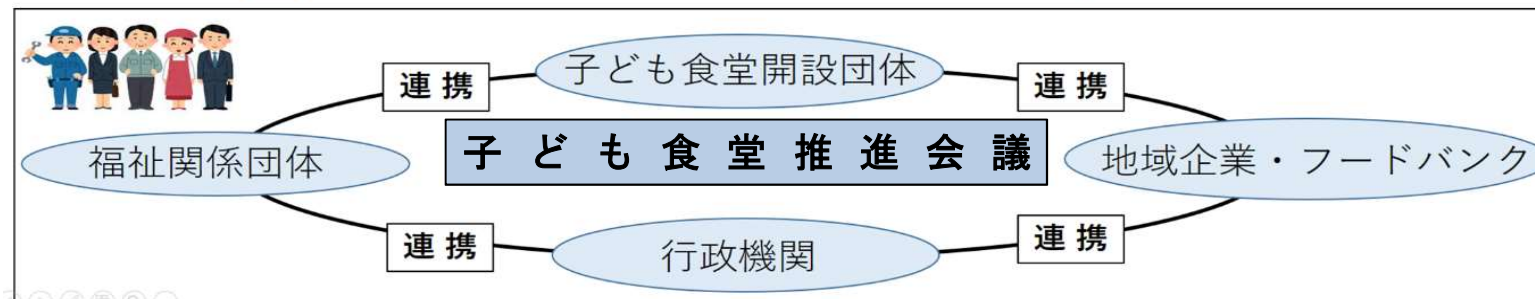 子ども食堂開設団体
連携
連携
子ども食堂推進会議
福祉関係団体
地域企業・フードバンク
連携
連携
行政機関